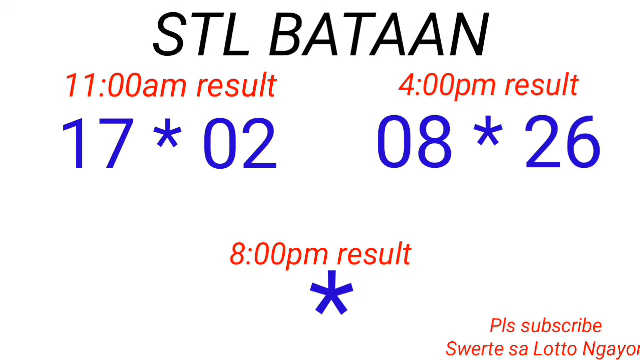 STL BATAAN
11:00am result
4:00pm result
17 * 02
08 * 26
8:00pm result
*
Pls subscribe
Swerte sa Lotto Ngayon